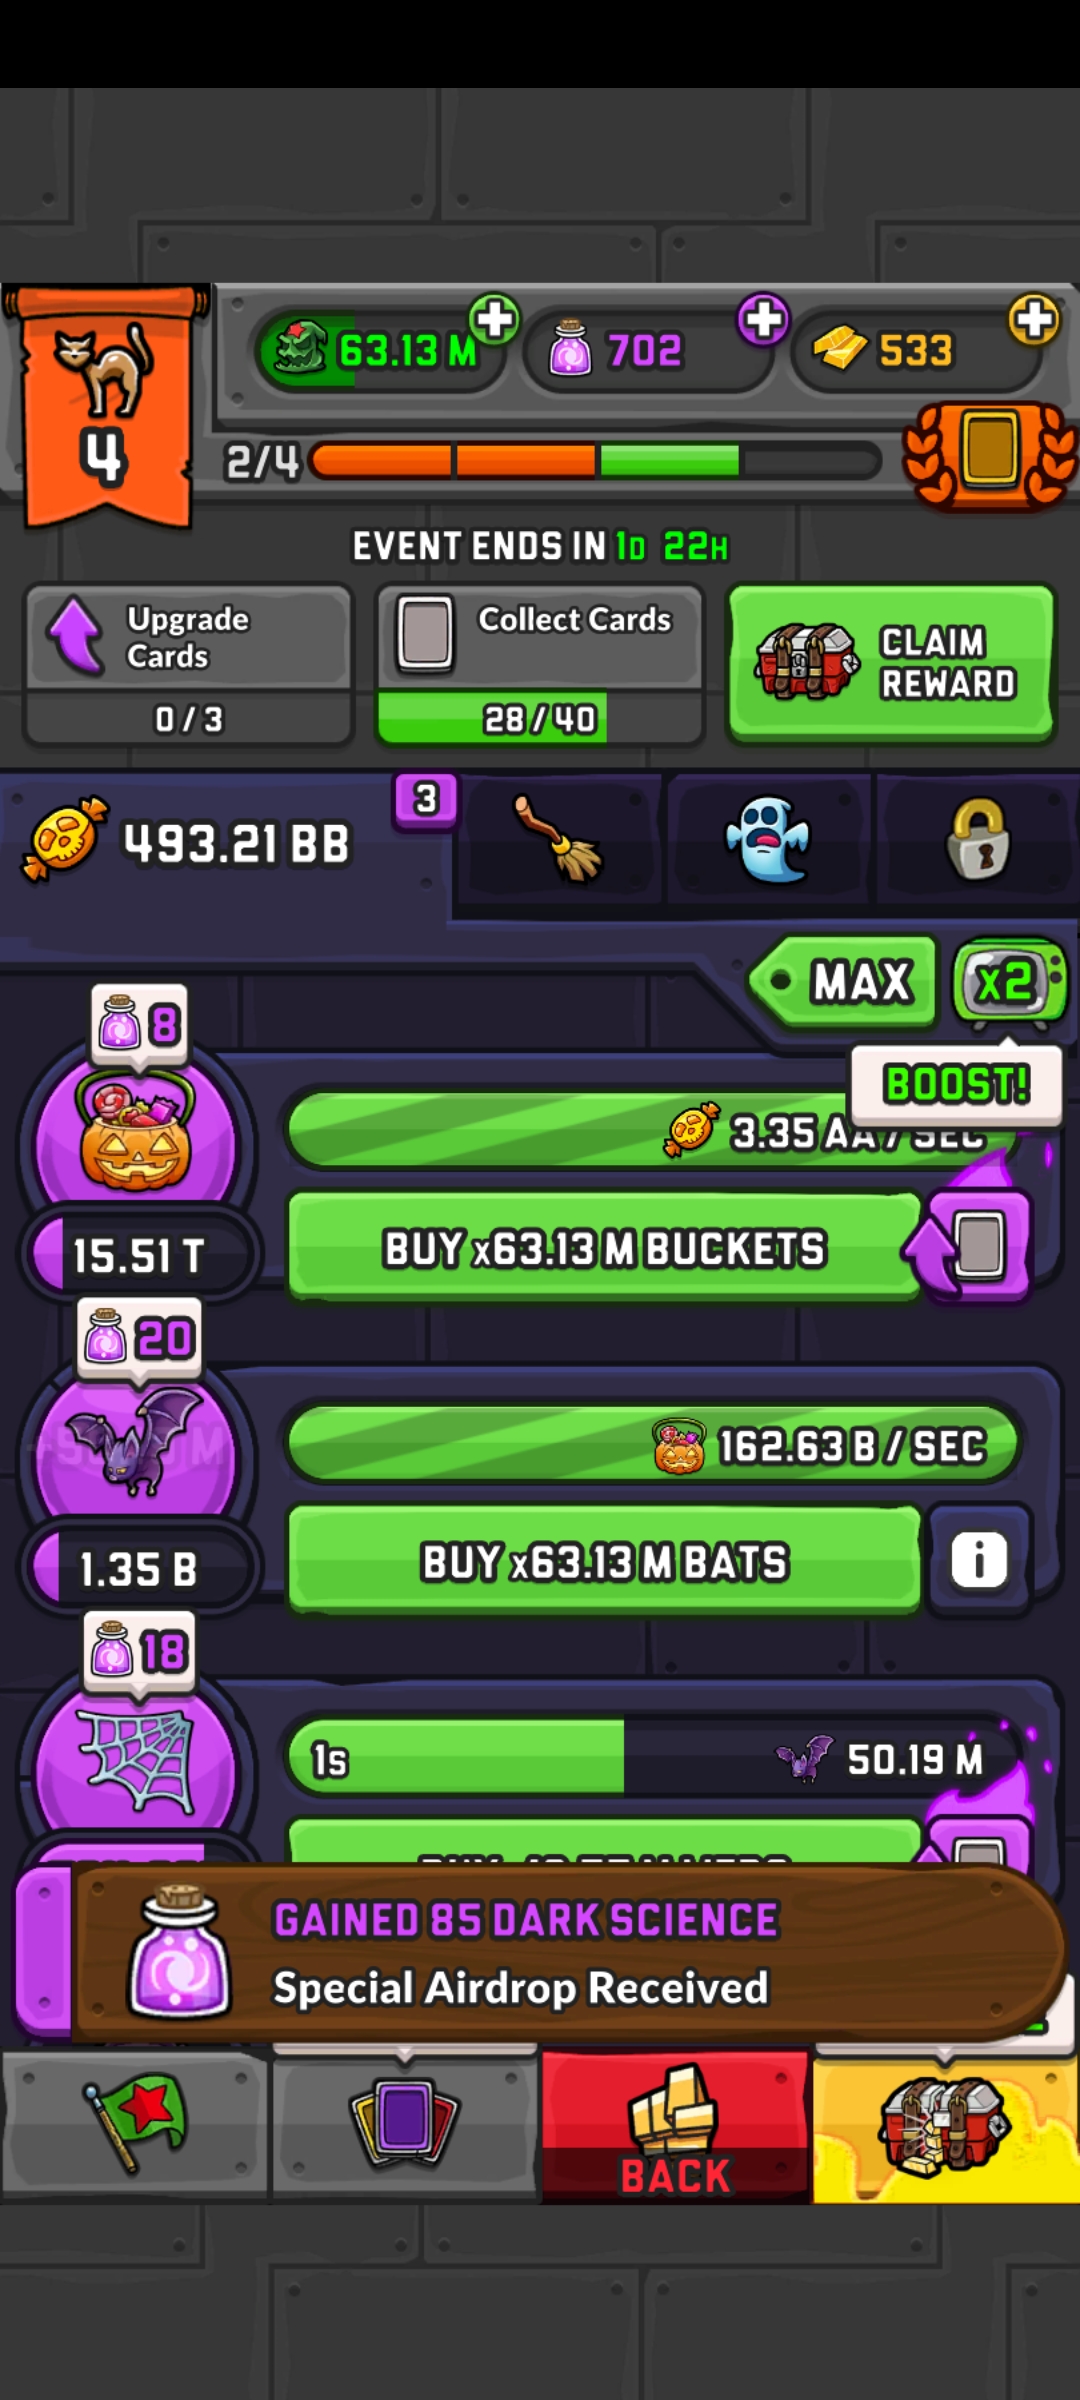 63.13 M
702
533
4
2/4
EVENT ENDS IN 1D 22H
Upgrade
Cards
0 / 3
Collect Cards
28 / 40
CLAIM
REWARD
493.21 BB
3
MAX
x2
BOOST!
8
3.35 AA / SEC
15.51 T
BUY x63.13 M BUCKETS
20
162.63 B / SEC
1.35 B
BUY x63.13 M BATS
18
1s
50.19 M
GAINED 85 DARK SCIENCE
Special Airdrop Received
BACK